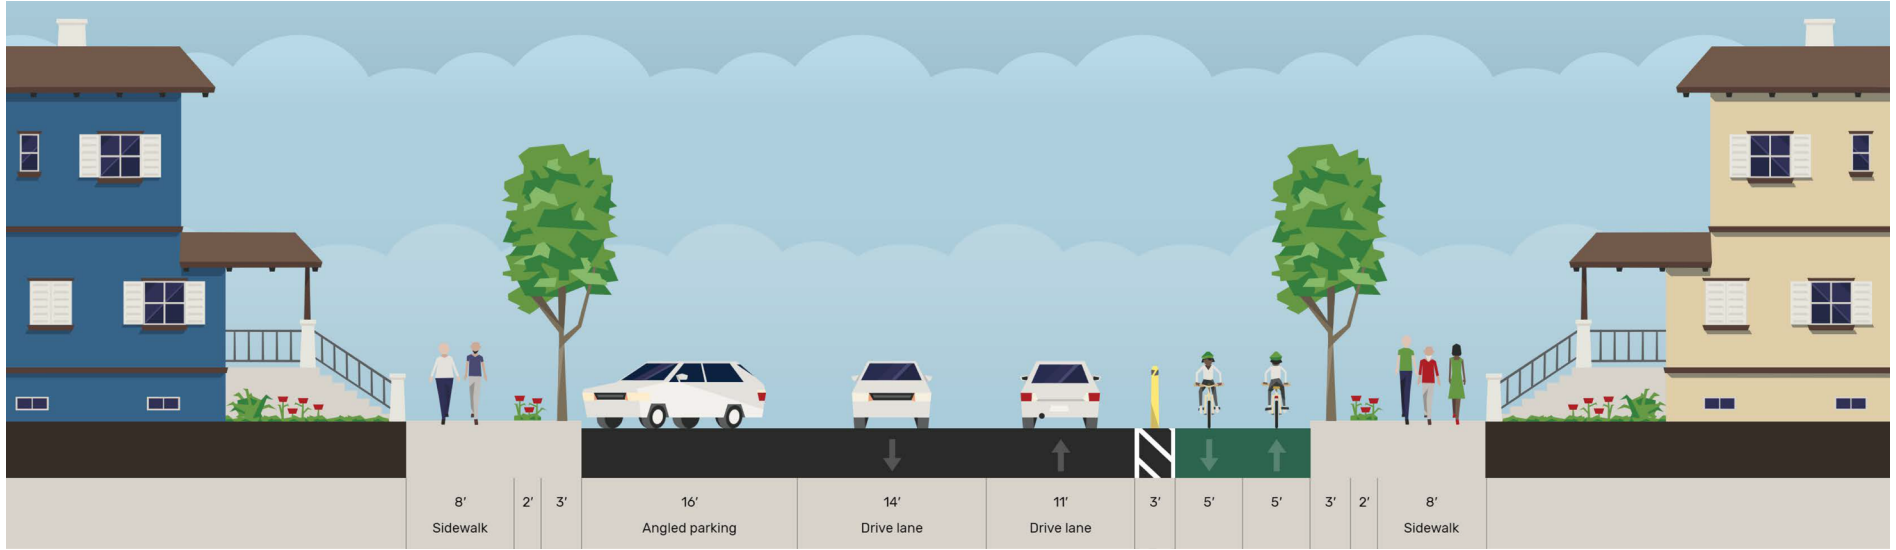 8′ 2′ 3′ 16′ 14′ 11′ 3′ 5′ 5′ 3′ 2′ 8′
Sidewalk Angled parking Drive lane Drive lane Sidewalk